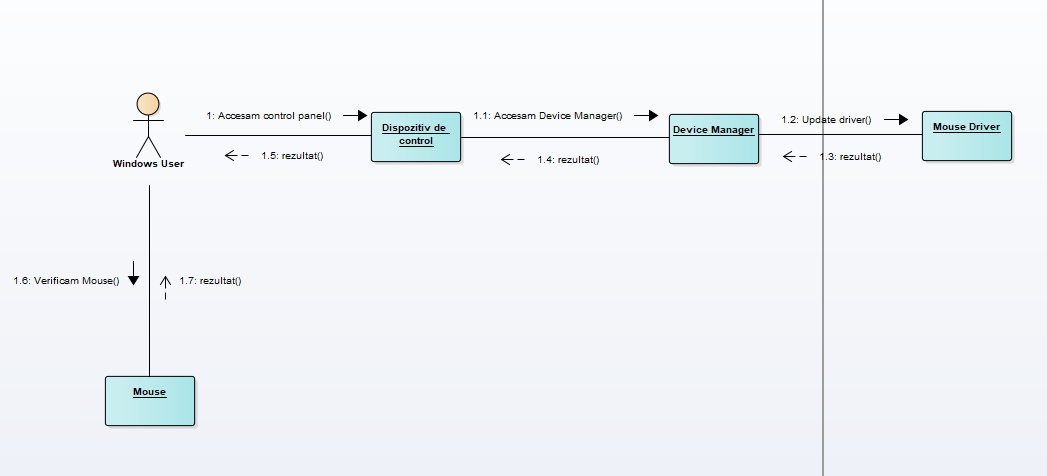 1: Accesam control panel()
1.1: Accesam Device Manager()
1.2: Update driver()
Dispozitiv de
control
Device Manager
Mouse Driver
Windows User
1.5: rezultat()
1.4: rezultat()
1.3: rezultat()
1.6: Verificam Mouse()
1.7: rezultat()
Mouse